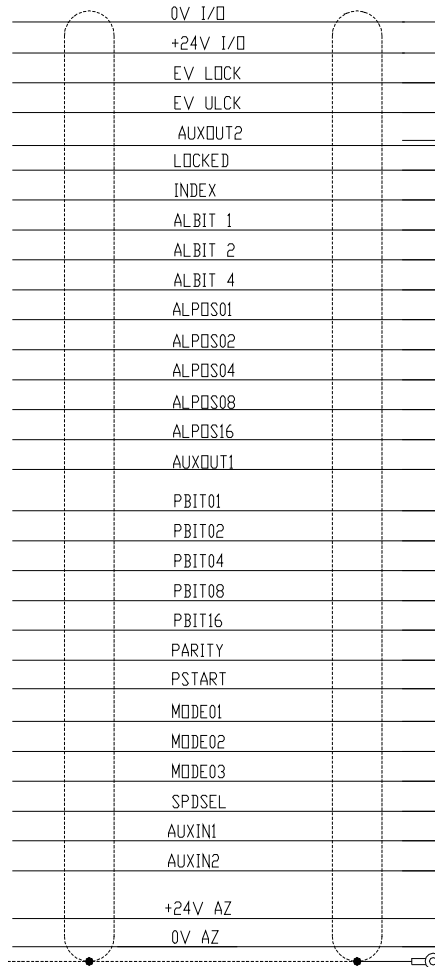 0V I/O
+24V I/O
EV LOCK
EV ULCK
AUXOUT2
LOCKED
INDEX
ALBIT 1
ALBIT 2
ALBIT 4
ALPOS01
ALPOS02
ALPOS04
ALPOS08
ALPOS16
AUXOUT1
PBIT01
PBIT02
PBIT04
PBIT08
PBIT16
PARITY
PSTART
MODE01
MODE02
MODE03
SPDSEL
AUXIN1
AUXIN2
+24V AZ
0V AZ